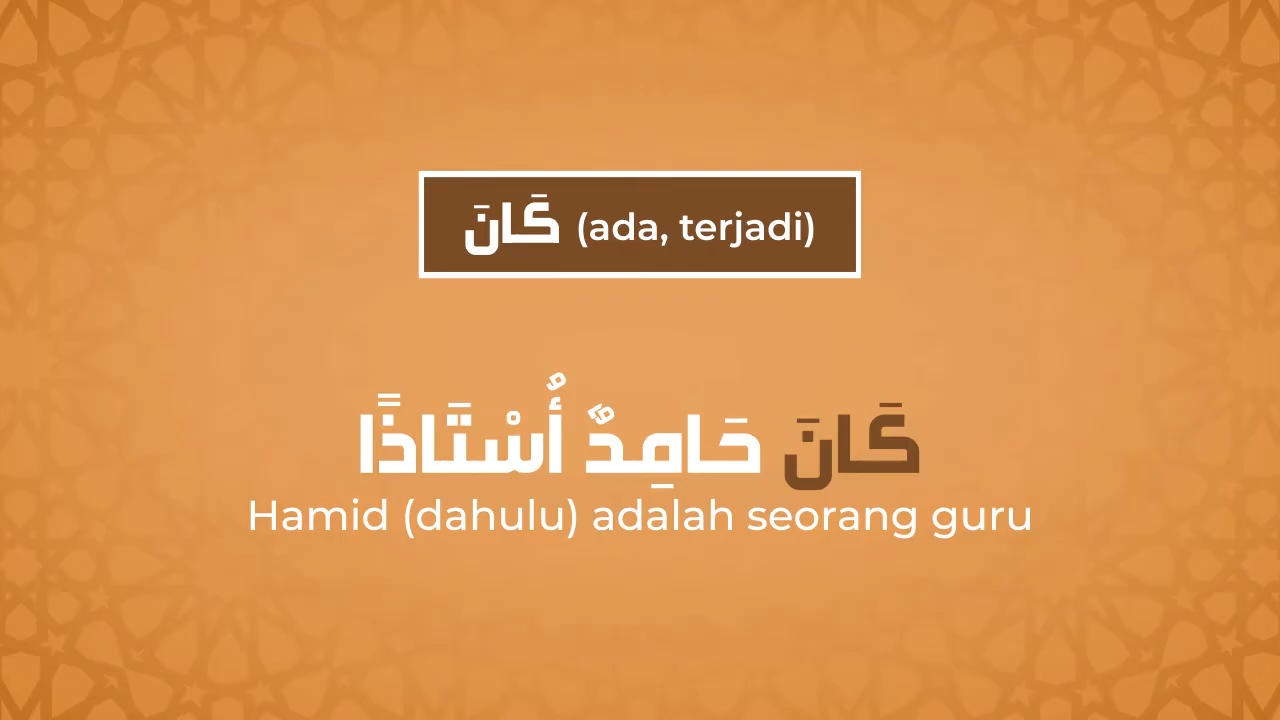 كَانَ (ada, terjadi)
كَانَ حَامِدٌ أُسْتَاذًا
Hamid (dahulu) adalah seorang guru